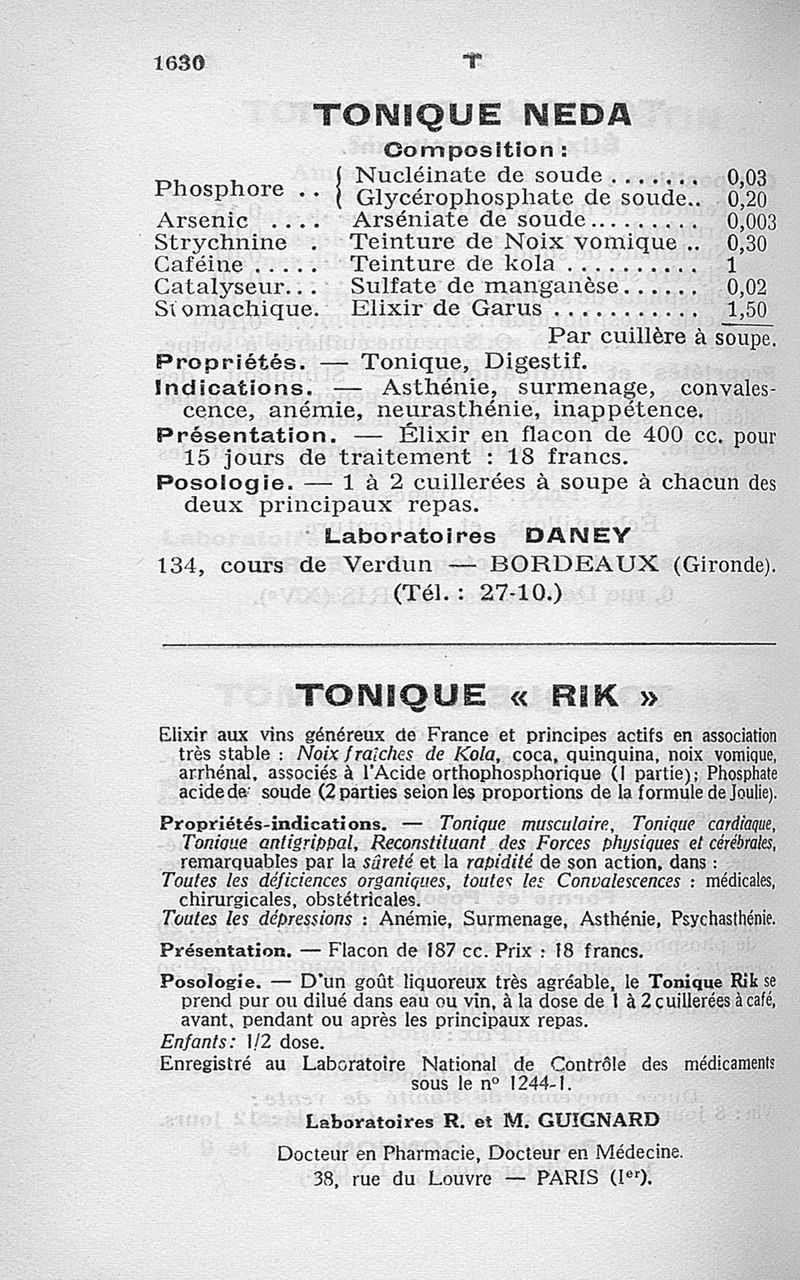 1630 T
TONIQUE NEDA
Composition :
Phosphore . . { Nucléinate de soude ....... 0,03
Glycérophosphate de soude.. 0,20
Arsenic .... Arséniate de soude......... 0,003
Strychnine . Teinture de Noix vomique .. 0,30
Caféine ..... Teinture de kola .......... 1
Catalyseur... Sulfate de manganèse...... 0,02
Stomachique. Elixir de Garus ........... 1,50
Par cuillère à soupe.
Propriétés. — Tonique, Digestif.
Indications. — Asthénie, surmenage, convales-
cence, anémie, neurasthénie, inappétence.
Présentation. — Élixir en flacon de 400 cc. pour
15 jours de traitement : 18 francs.
Posologie. — 1 à 2 cuillerées à soupe à chacun des
deux principaux repas.
Laboratoires DANEY
134, cours de Verdun — BORDEAUX (Gironde).
(Tél. : 27-10.)
TONIQUE « RIK »
Elixir aux vins généreux de France et principes actifs en association
très stable : Noix fraîches de Kola, coca, quinquina, noix vomique,
arrhénal, associés à l'Acide orthophosphorique (1 partie); Phosphate
acide de soude (2 parties selon les proportions de la formule de Joulie).
Propriétés-indications. — Tonique musculaire, Tonique cardiaque,
Tonique antigrippal, Reconstituant des Forces physiques et cérébrales,
remarquables par la sûreté et la rapidité de son action, dans :
Toutes les déficiences organiques, toutes les Convalescences : médicales,
chirurgicales, obstétricales.
Toutes les dépressions : Anémie, Surmenage, Asthénie, Psychasthénie.
Présentation. — Flacon de 187 cc. Prix : 18 francs.
Posologie. — D'un goût liquoreux très agréable, le Tonique Rik se
prend pur ou dilué dans eau ou vin, à la dose de 1 à 2 cuillerées à café,
avant, pendant ou après les principaux repas.
Enfants : 1/2 dose.
Enregistré au Laboratoire National de Contrôle des médicaments
sous le nº 1244-1.
Laboratoires R. et M. GUIGNARD
Docteur en Pharmacie, Docteur en Médecine.
38, rue du Louvre — PARIS (Ier).